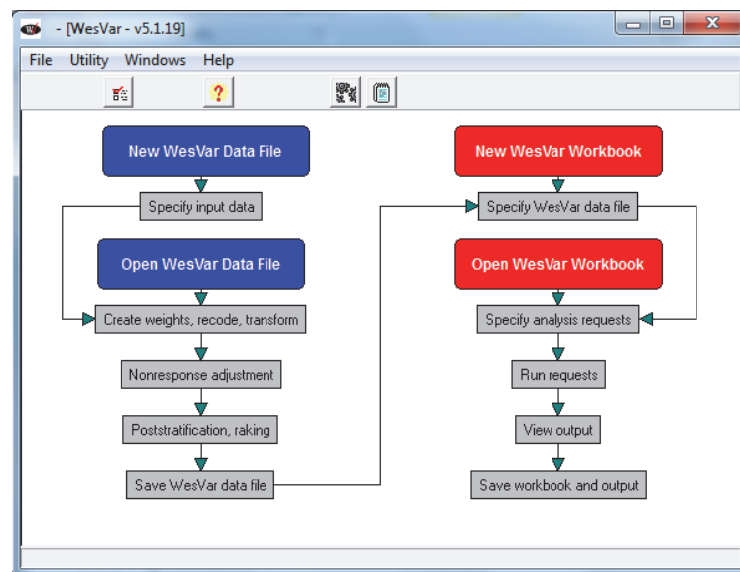 - [WesVar - v5.1.19]
File Utility Windows Help
New WesVar Data File
Specify input data
Open WesVar Data File
Create weights, recode, transform
Nonresponse adjustment
Poststratification, raking
Save WesVar data file
New WesVar Workbook
Specify WesVar data file
Open WesVar Workbook
Specify analysis requests
Run requests
View output
Save workbook and output